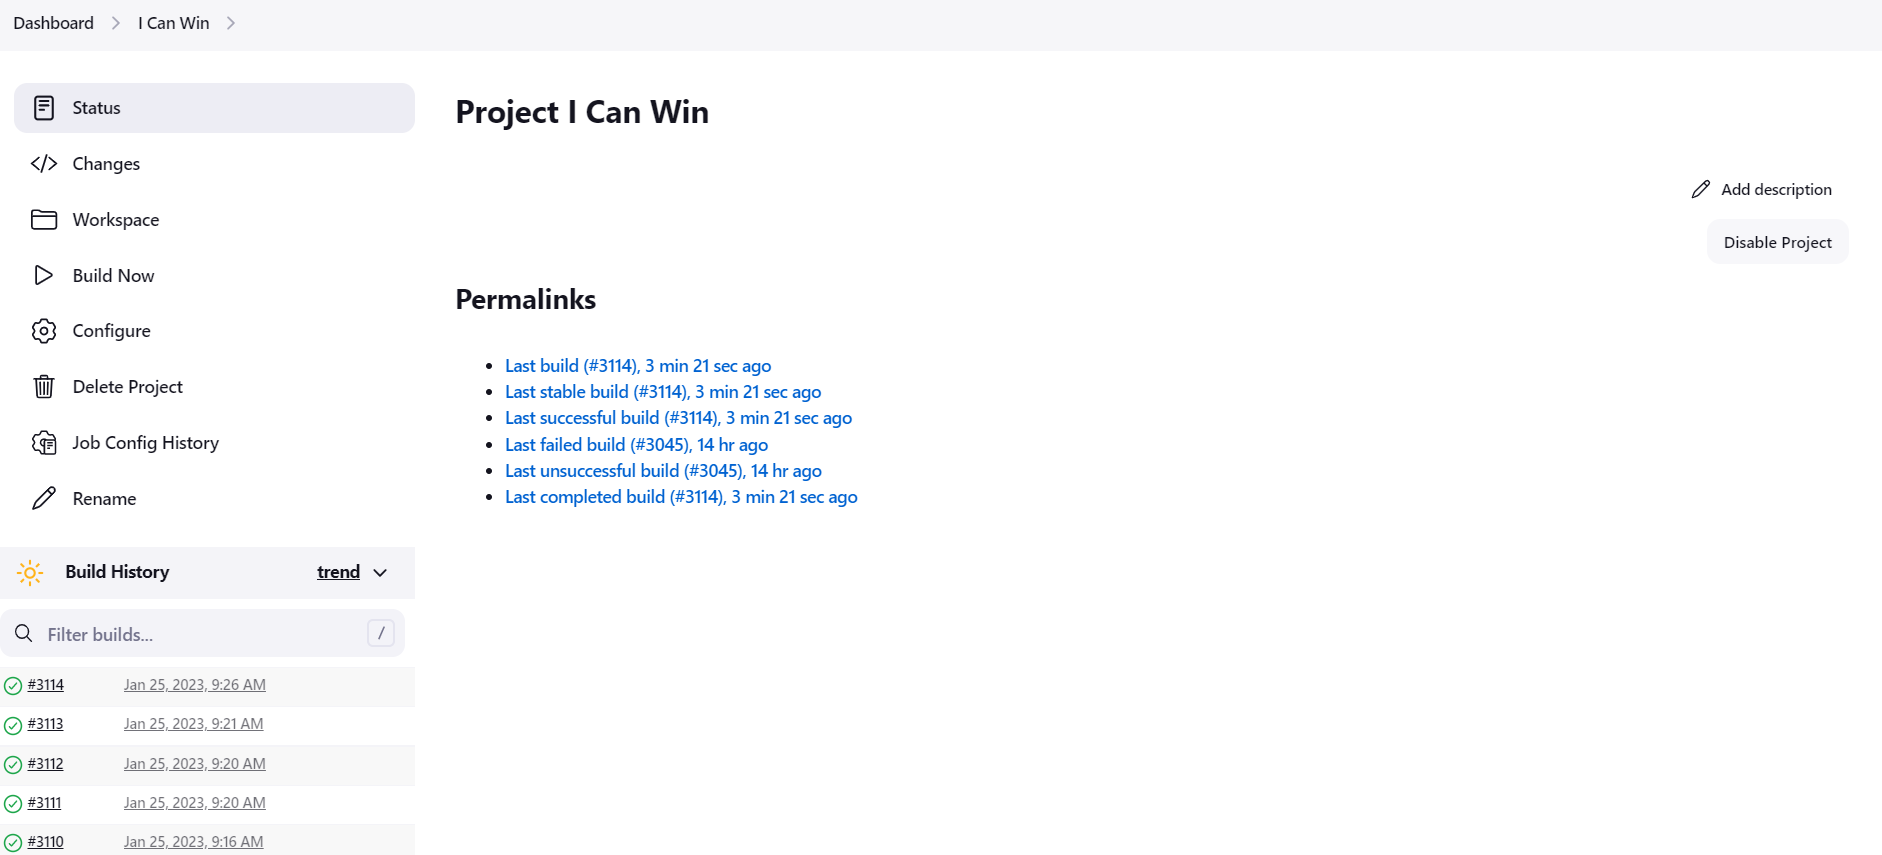 Dashboard I Can Win
Status
Changes
Workspace
Build Now
Configure
Delete Project
Job Config History
Rename
Build History trend
Filter builds... /
#3114 Jan 25, 2023, 9:26 AM
#3113 Jan 25, 2023, 9:21 AM
#3112 Jan 25, 2023, 9:20 AM
#3111 Jan 25, 2023, 9:20 AM
#3110 Jan 25, 2023, 9:16 AM
Project I Can Win
Add description
Disable Project
Permalinks
Last build (#3114), 3 min 21 sec ago
Last stable build (#3114), 3 min 21 sec ago
Last successful build (#3114), 3 min 21 sec ago
Last failed build (#3045), 14 hr ago
Last unsuccessful build (#3045), 14 hr ago
Last completed build (#3114), 3 min 21 sec ago